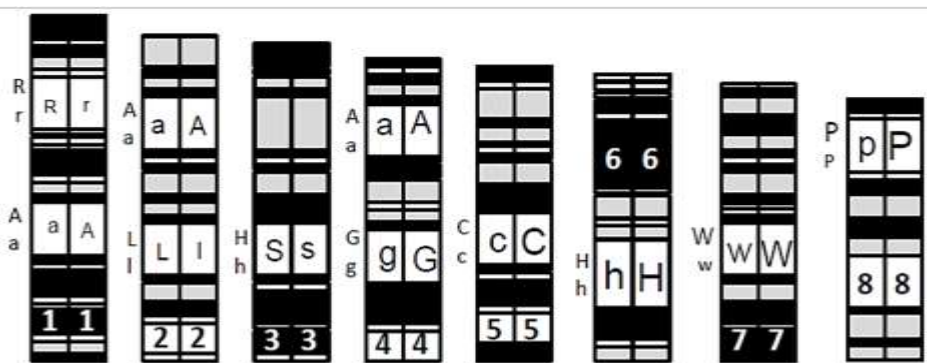 R
r
R r
A
a
a A
1 1
A
a
a A
L
l
L l
2 2
H
h
S s
3 3
A
a
a A
G
g
g G
4 4
C
c
c C
5 5
6 6
H
h
h H
W
w
w W
7 7
P
P
p P
8 8